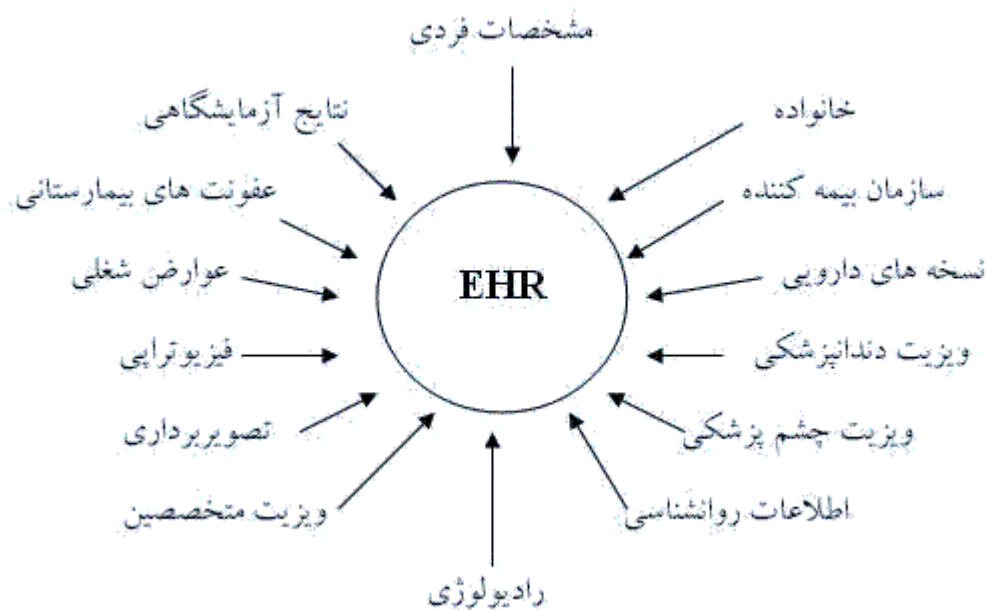 مشخصات فردی
خانواده
نتایج آزمایشگاهی
سازمان بیمه کننده
عفونت های بیمارستانی
نسخه های دارویی
عوارض شغلی
EHR
ویزیت دندانپزشکی
فیزیوتراپی
ویزیت چشم پزشکی
تصویربرداری
اطلاعات روانشناسی
ویزیت متخصصین
رادیولوژی